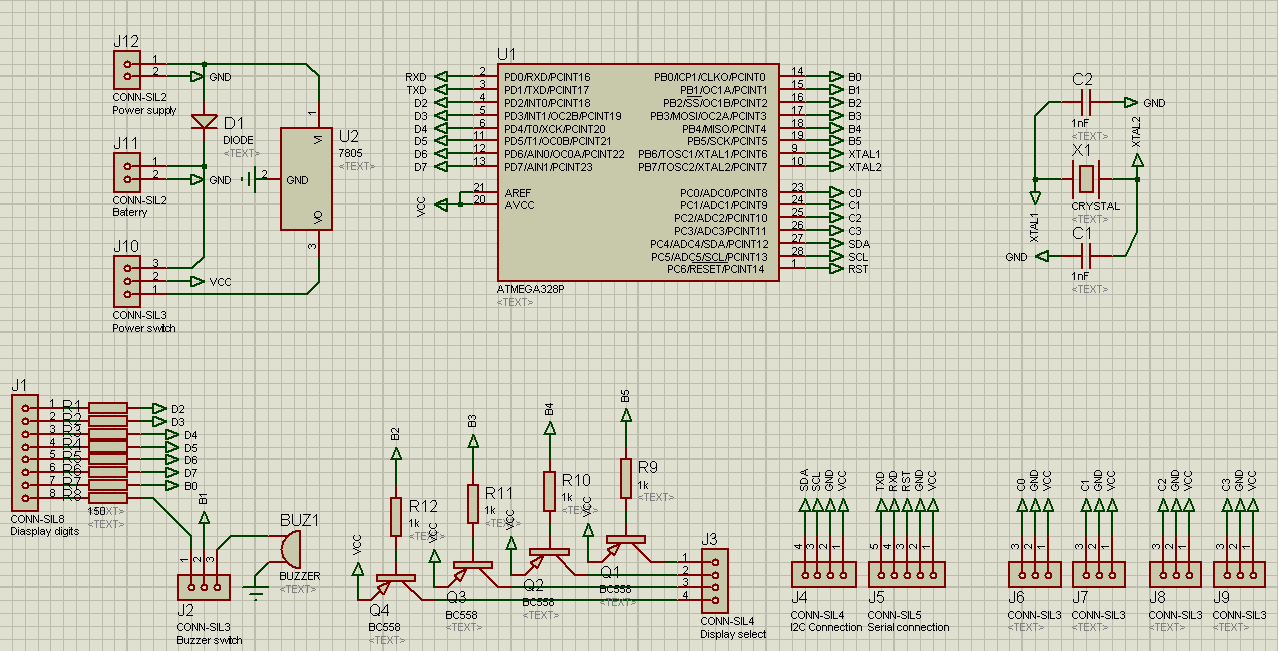 J12
1
2
GND
CONN-SIL2
Power supply
D1
DIODE
<TEXT>
J11
1
2
GND
CONN-SIL2
Baterry
J10
3
2
1
VCC
CONN-SIL3
Power switch
U2
7805
<TEXT>
1
VI
2
GND
VO
3
U1
RXD 2 PD0/RXD/PCINT16
TXD 3 PD1/TXD/PCINT17
D2 4 PD2/INT0/PCINT18
D3 5 PD3/INT1/OC2B/PCINT19
D4 6 PD4/T0/XCK/PCINT20
D5 11 PD5/T1/OC0B/PCINT21
D6 12 PD6/AIN0/OC0A/PCINT22
D7 13 PD7/AIN1/PCINT23
21 AREF
VCC 20 AVCC
PB0/ICP1/CLKO/PCINT0 14 B0
PB1/OC1A/PCINT1 15 B1
PB2/SS/OC1B/PCINT2 16 B2
PB3/MOSI/OC2A/PCINT3 17 B3
PB4/MISO/PCINT4 18 B4
PB5/SCK/PCINT5 19 B5
PB6/TOSC1/XTAL1/PCINT6 9 XTAL1
PB7/TOSC2/XTAL2/PCINT7 10 XTAL2
PC0/ADC0/PCINT8 23 C0
PC1/ADC1/PCINT9 24 C1
PC2/ADC2/PCINT10 25 C2
PC3/ADC3/PCINT11 26 C3
PC4/ADC4/SDA/PCINT12 27 SDA
PC5/ADC5/SCL/PCINT13 28 SCL
PC6/RESET/PCINT14 1 RST
ATMEGA328P
<TEXT>
C2
GND
1nF
<TEXT>
XTAL2
X1
CRYSTAL
<TEXT>
XTAL1
C1
GND
1nF
<TEXT>
J1
1 R1 D2
2 R2 D3
3 R3 D4
4 R4 D5
5 R5 D6
6 R6 D7
7 R7 B0
8 R8
150
<TEXT>
CONN-SIL8
Diasplay digits
B1
1
2
3
J2
CONN-SIL3
Buzzer switch
BUZ1
BUZZER
<TEXT>
B2
R12
1k
<TEXT>
VCC
Q4
BC558
<TEXT>
B3
R11
1k
<TEXT>
VCC
Q3
BC558
<TEXT>
B4
R10
1k
<TEXT>
VCC
Q2
BC558
<TEXT>
B5
R9
1k
<TEXT>
VCC
Q1
BC558
<TEXT>
J3
1
2
3
4
CONN-SIL4
Display select
SDA SCL GND VCC
4 3 2 1
J4
CONN-SIL4
I2C Connection
TXD RXD RST GND VCC
5 4 3 2 1
J5
CONN-SIL5
Serial connection
C0 GND VCC
3 2 1
J6
CONN-SIL3
<TEXT>
C1 GND VCC
3 2 1
J7
CONN-SIL3
<TEXT>
C2 GND VCC
3 2 1
J8
CONN-SIL3
<TEXT>
C3 GND VCC
3 2 1
J9
CONN-SIL3
<TEXT>